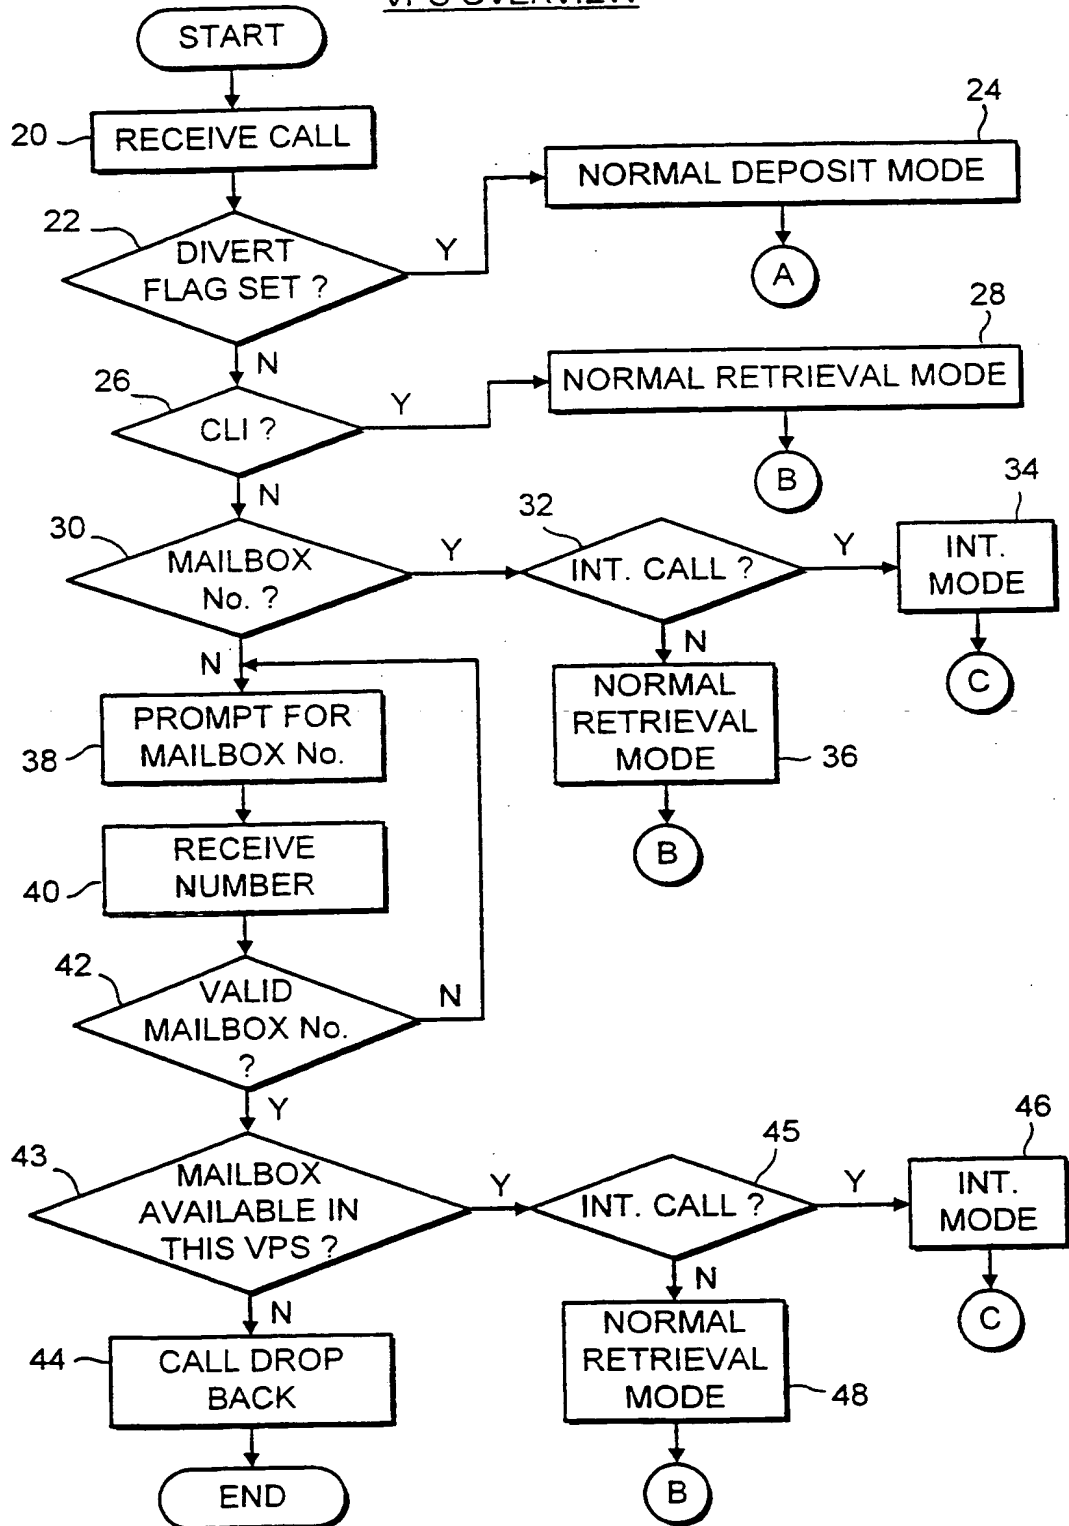 VPS OVERVIEW
START
20
RECEIVE CALL
24
NORMAL DEPOSIT MODE
22
DIVERT
FLAG SET ?
Y
A
N
28
NORMAL RETRIEVAL MODE
26
CLI ?
Y
B
N
30
MAILBOX
No. ?
Y
32
INT. CALL ?
Y
34
INT.
MODE
N
N
C
38
PROMPT FOR
MAILBOX No.
NORMAL
RETRIEVAL
MODE
36
B
40
RECEIVE
NUMBER
42
VALID
MAILBOX No.
?
N
Y
43
MAILBOX
AVAILABLE IN
THIS VPS ?
Y
45
INT. CALL ?
Y
46
INT.
MODE
N
N
C
44
CALL DROP
BACK
NORMAL
RETRIEVAL
MODE
48
END
B